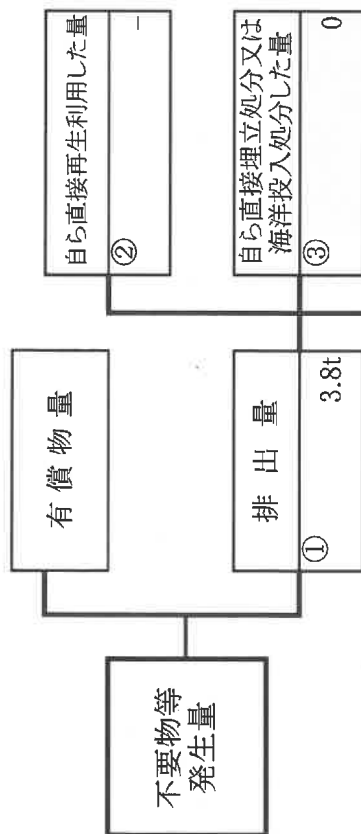 不要物等
発生量
有償物量
排出量
① 3.8t
自ら直接再生利用した量
② －
自ら直接埋立処分又は
海洋投入処分した量
③ 0